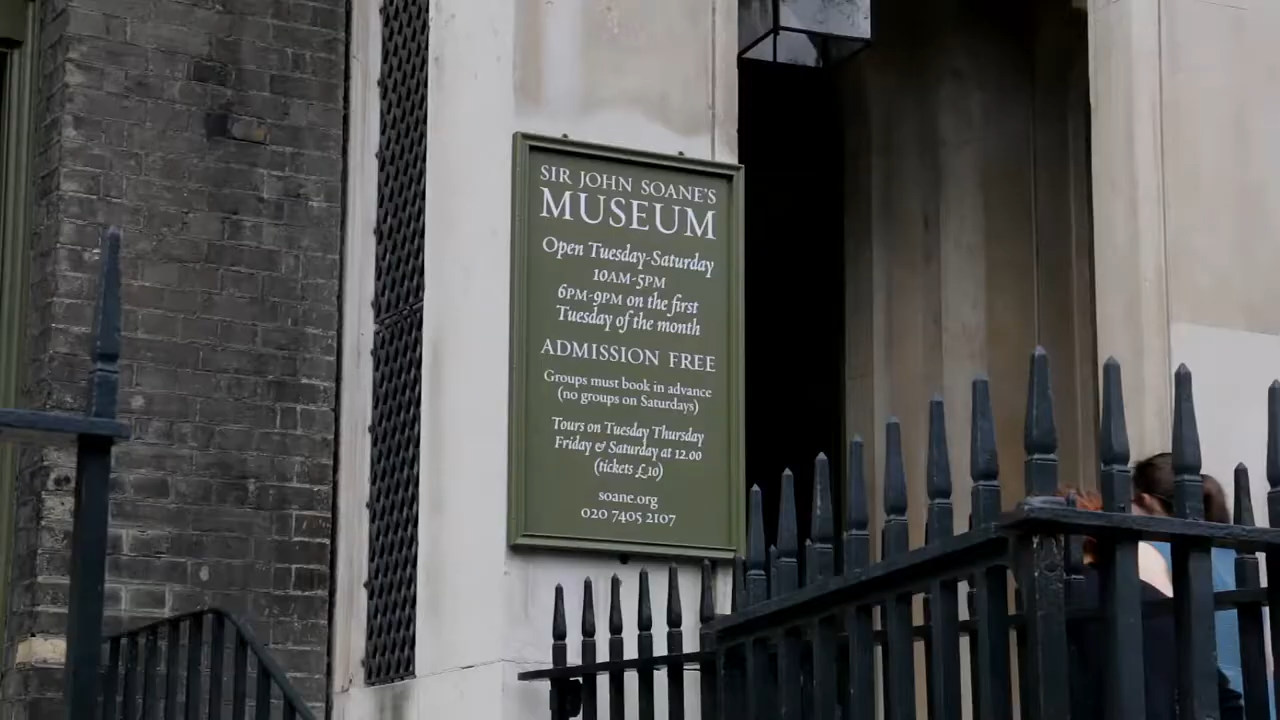 SIR JOHN SOANE'S
MUSEUM
Open Tuesday-Saturday
10AM-5PM
6PM-9PM on the first
Tuesday of the month
ADMISSION FREE
Groups must book in advance
(no groups on Saturdays)
Tours on Tuesday Thursday
Friday & Saturday at 12.00
(tickets £10)
soane.org
020 7405 2107